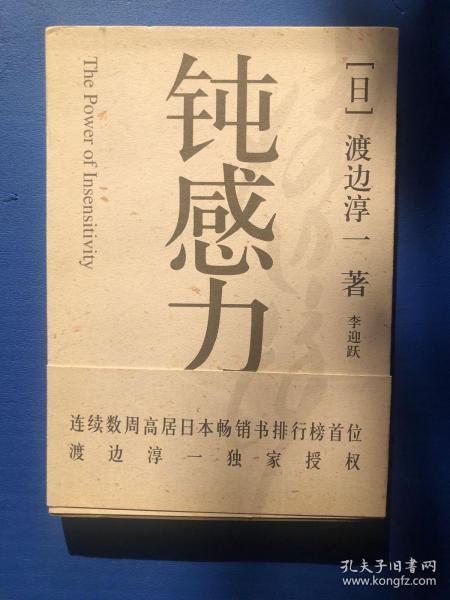 钝感力
The Power of Insensitivity
[日] 渡边淳一 著
李迎跃
连续数周高居日本畅销书排行榜首位
渡边淳一独家授权
孔夫子旧书网
www.kongfz.com